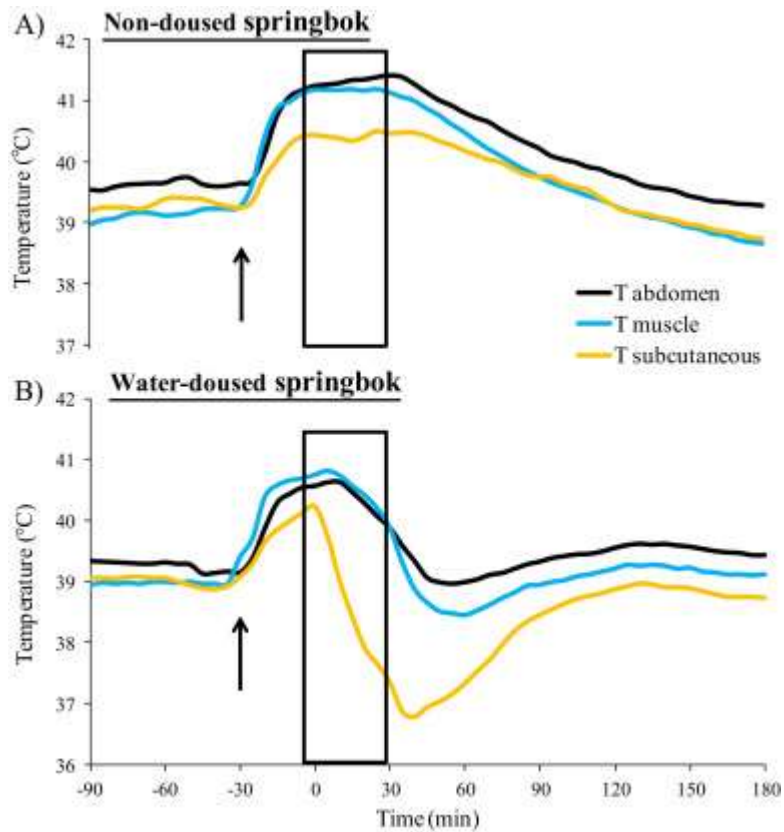 A) Non-doused springbok
42
41
40
39
38
37
Temperature (°C)
T abdomen
T muscle
T subcutaneous
B) Water-doused springbok
42
41
40
39
38
37
36
Temperature (°C)
-90 -60 -30 0 30 60 90 120 150 180
Time (min)